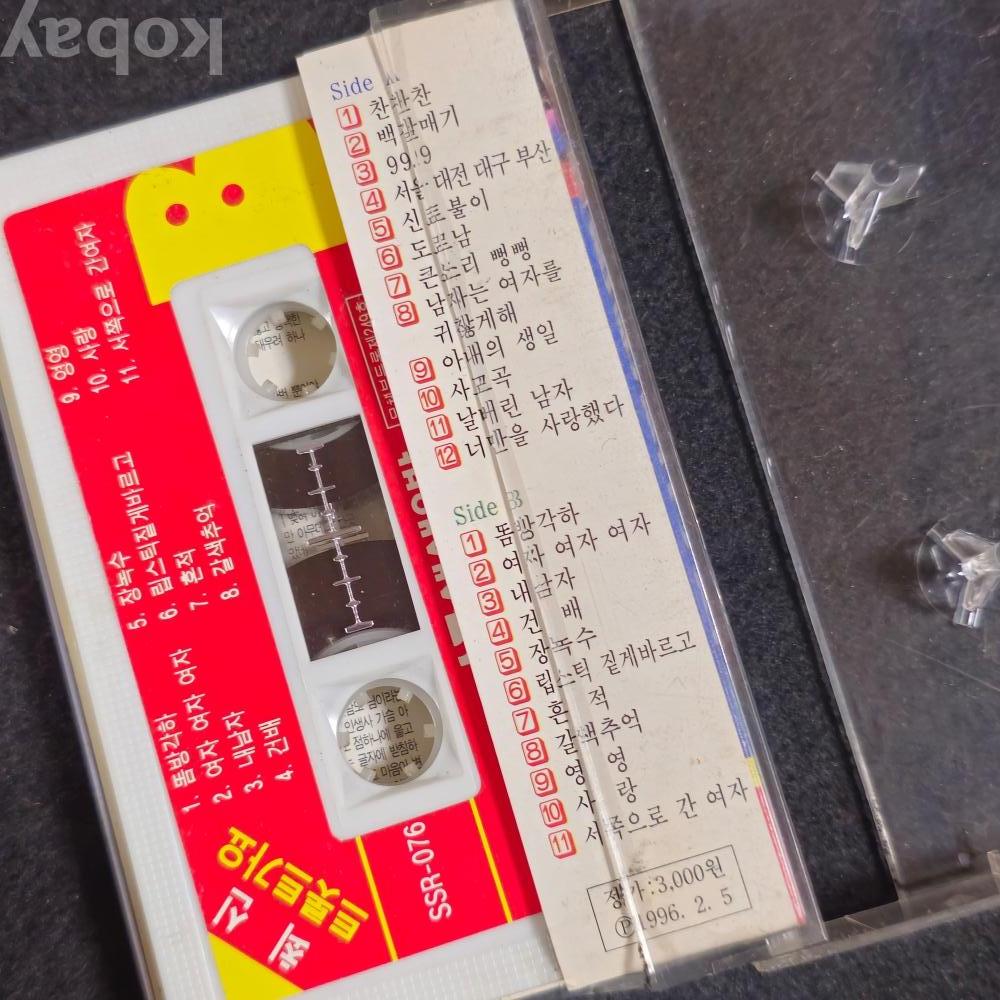 kobay
Side A
1 찬찬찬
2 백갈매기
3 99.9
4 서울 대전 대구 부산
5 신토불이
6 도로남
7 큰소리 뻥뻥
8 남자는 여자를
귀찮게해
9 아내의 생일
10 사모곡
11 날버린 남자
12 너만을 사랑했다
Side B
1 똠방각하
2 여자 여자 여자
3 내남자
4 건 배
5 장녹수
6 립스틱 짙게바르고
7 흔 적
8 갈색추억
9 영 영
10 사 랑
11 서쪽으로 간 여자
정가:3,000원
Ⓟ1996. 2. 5
최신
트롯트가요
1. 똠방각하
2. 여자 여자 여자
3. 내남자
4. 건배
5. 장녹수
6. 립스틱짙게바르고
7. 흔적
8. 갈색추억
9. 영영
10. 사랑
11. 서쪽으로 간여자
B
SSR-076